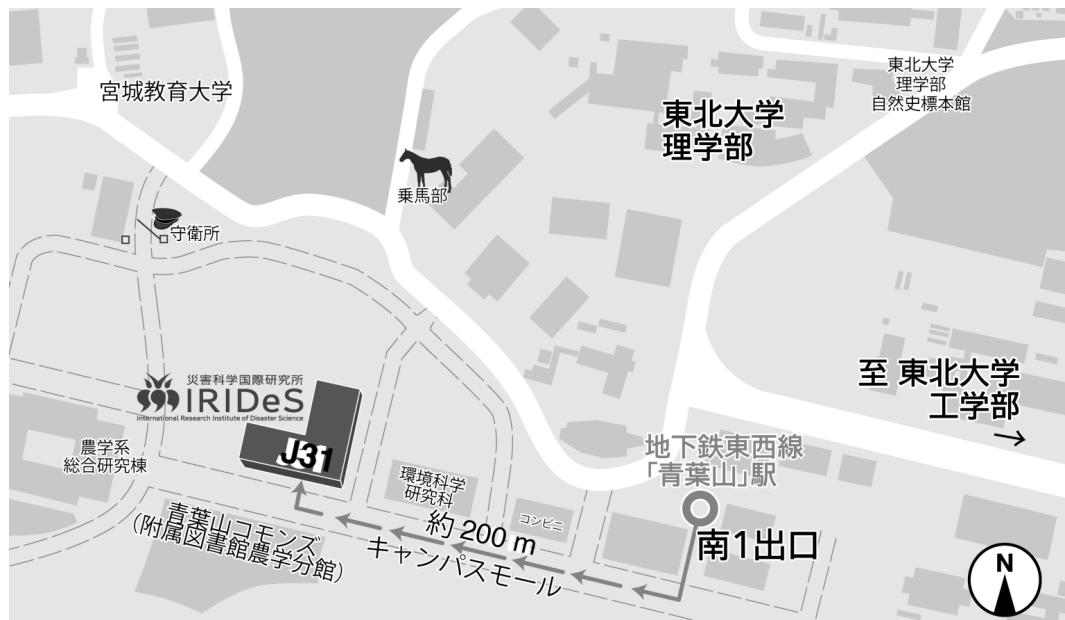 宮城教育大学
東北大学
理学部
自然史標本館
東北大学
理学部
乗馬部
守衛所
至 東北大学
工学部
災害科学国際研究所
IRIDeS
International Research Institute of Disaster Science
J31
農学系
総合研究棟
地下鉄東西線
「青葉山」駅
環境科学
研究科
コンビニ
約 200 m
キャンパスモール
青葉山コモンズ
（附属図書館農学分館）
南1出口
N